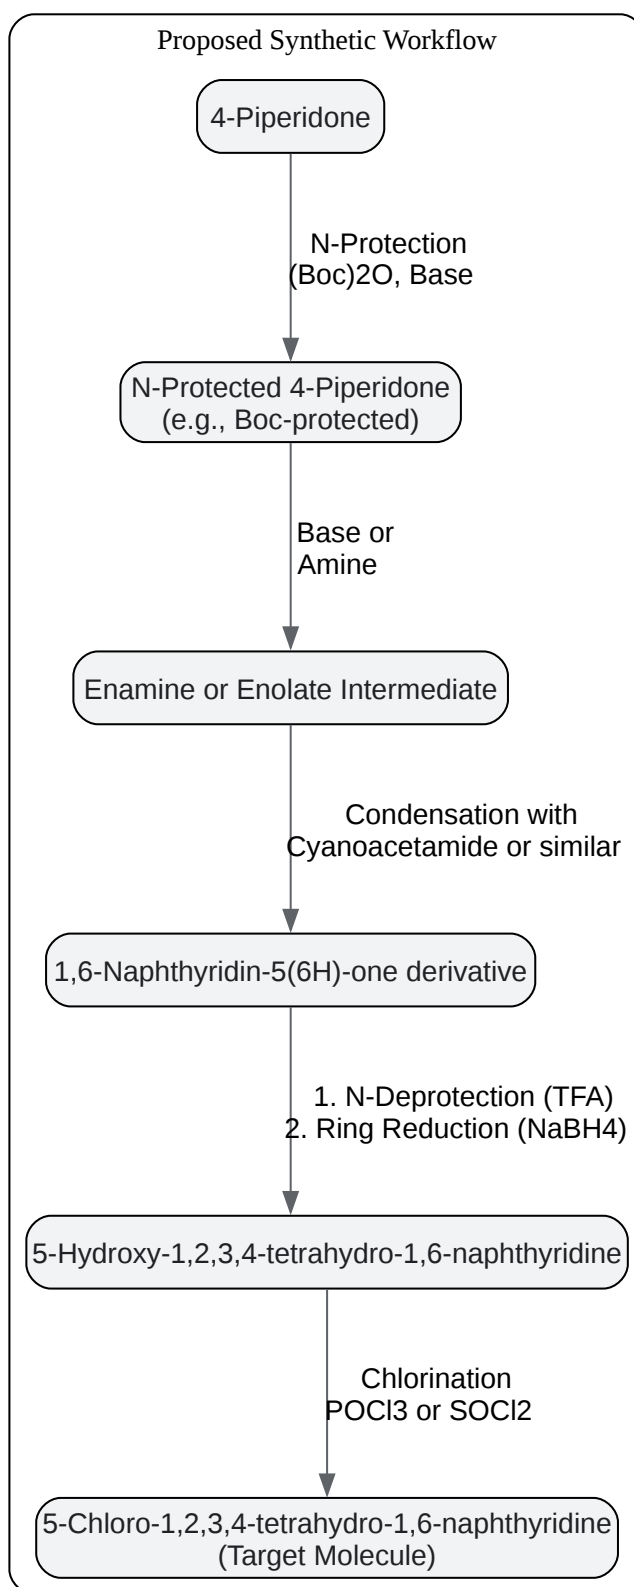 Proposed Synthetic Workflow
4-Piperidone
N-Protection
(Boc)2O, Base
N-Protected 4-Piperidone
(e.g., Boc-protected)
Base or
Amine
Enamine or Enolate Intermediate
Condensation with
Cyanoacetamide or similar
1,6-Naphthyridin-5(6H)-one derivative
1. N-Deprotection (TFA)
2. Ring Reduction (NaBH4)
5-Hydroxy-1,2,3,4-tetrahydro-1,6-naphthyridine
Chlorination
POCl3 or SOCl2
5-Chloro-1,2,3,4-tetrahydro-1,6-naphthyridine
(Target Molecule)